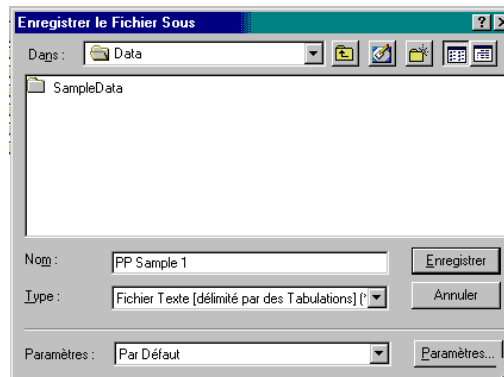 Enregistrer le Fichier Sous
Dans : Data
SampleData
Nom : PP Sample 1 Enregistrer
Type : Fichier Texte [délimité par des Tabulations] (* Annuler
Paramètres : Par Défaut Paramètres...